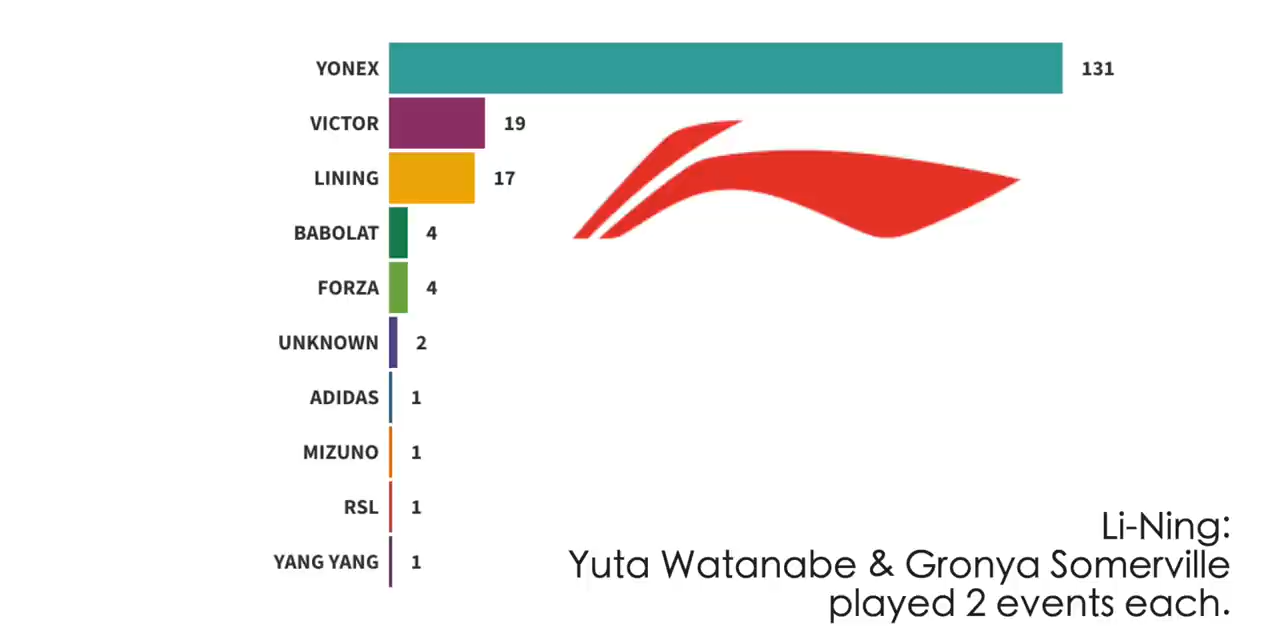 YONEX 131
VICTOR 19
LINING 17
BABOLAT 4
FORZA 4
UNKNOWN 2
ADIDAS 1
MIZUNO 1
RSL 1
YANG YANG 1
Li-Ning:
Yuta Watanabe & Gronya Somerville
played 2 events each.